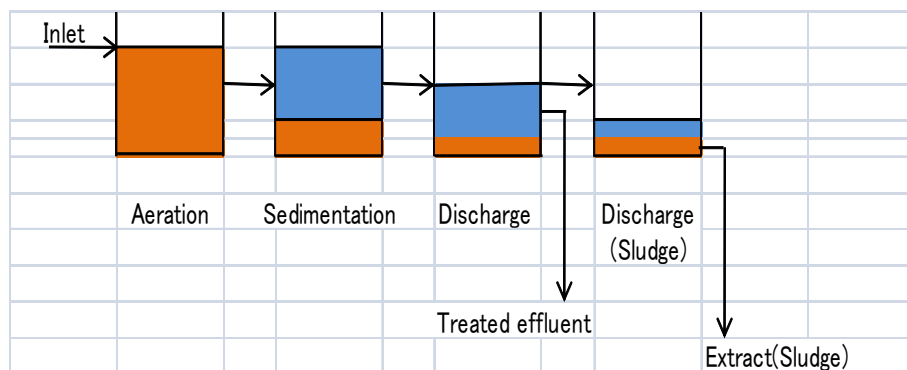 Inlet
Aeration
Sedimentation
Discharge
Discharge
(Sludge)
Treated effluent
Extract(Sludge)